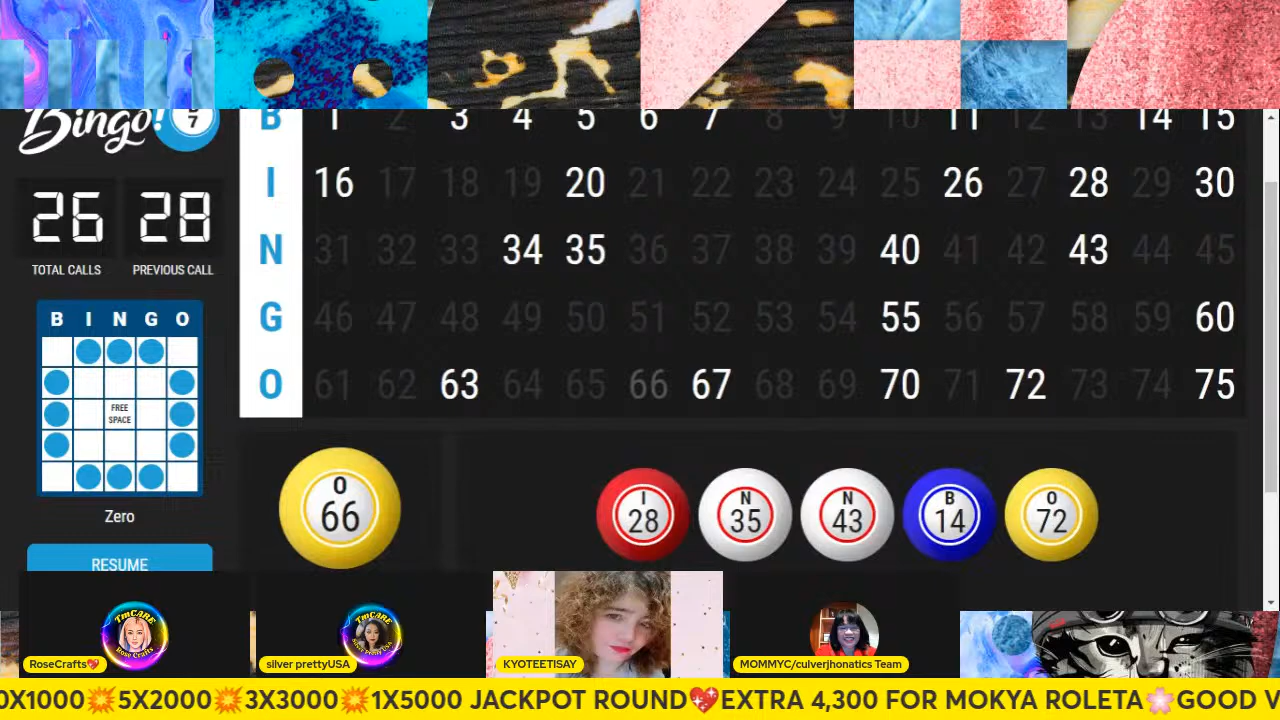 Bingo! 7
B 1 2 3 4 5 6 7 8 9 10 11 12 13 14 15
I 16 17 18 19 20 21 22 23 24 25 26 27 28 29 30
N 31 32 33 34 35 36 37 38 39 40 41 42 43 44 45
G 46 47 48 49 50 51 52 53 54 55 56 57 58 59 60
O 61 62 63 64 65 66 67 68 69 70 71 72 73 74 75
26 28
TOTAL CALLS PREVIOUS CALL
B I N G O
FREE
SPACE
Zero
RESUME
O
66
I
28
N
35
N
43
B
14
O
72
TmCARE
Rose Crafts
RoseCrafts💖
TmCARE
silver prettyUSA
KYOTEETISAY
MOMMYC/culverjhonatics Team
0X1000💥5X2000💥3X3000💥1X5000 JACKPOT ROUND💖EXTRA 4,300 FOR MOKYA ROLETA🌸GOOD V